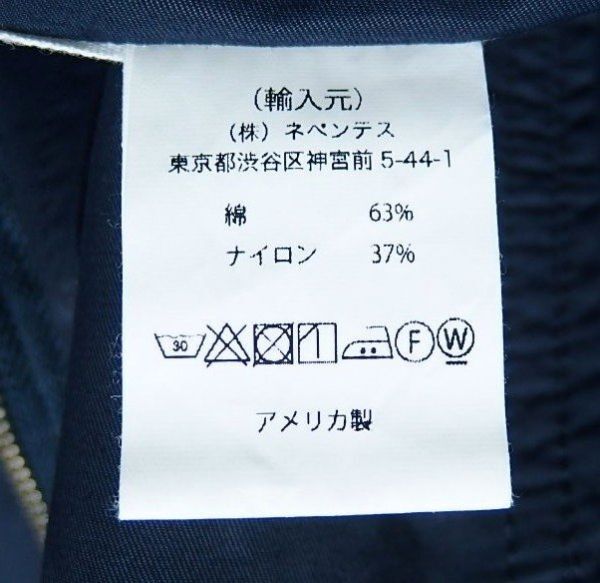 (輸入元)
(株) ネペンテス
東京都渋谷区神宮前 5-44-1
綿 63%
ナイロン 37%
30 F W
アメリカ製